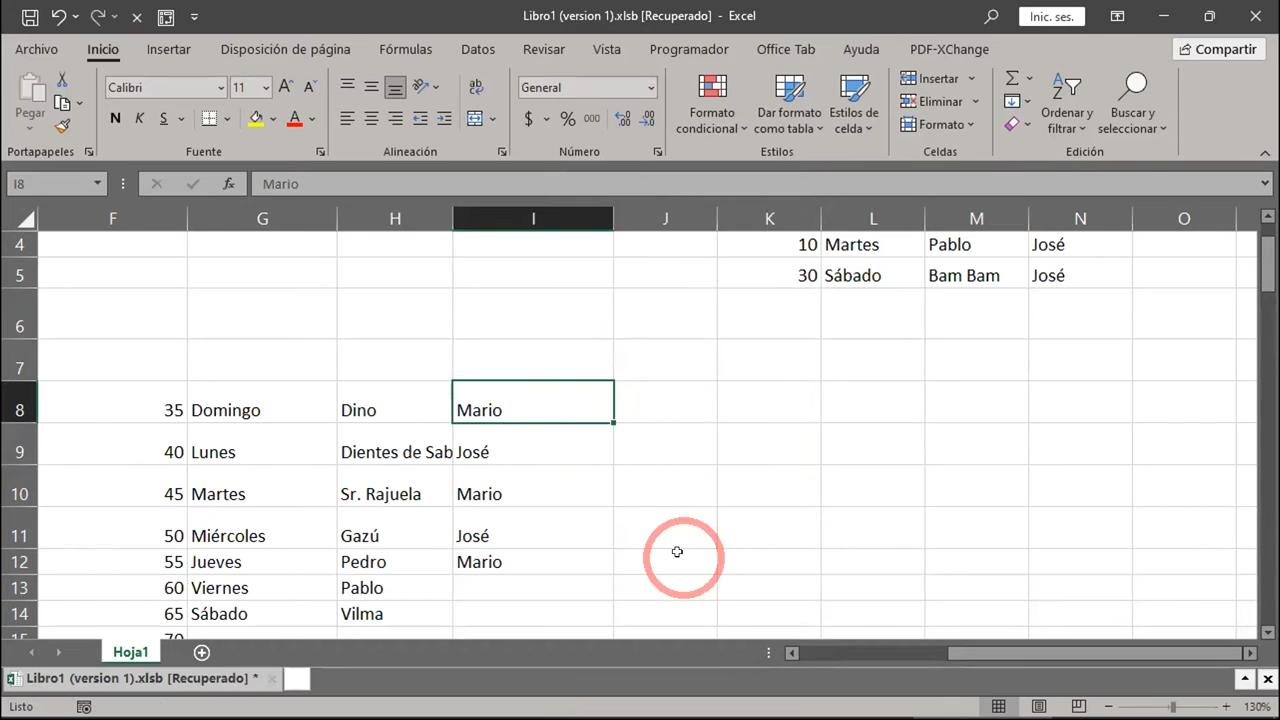 Libro1 (version 1).xlsb [Recuperado] - Excel
Inic. ses.
Archivo Inicio Insertar Disposición de página Fórmulas Datos Revisar Vista Programador Office Tab Ayuda PDF-XChange Compartir
Pegar
Calibri 11
N K S
General
$ % 000
Formato condicional
Dar formato como tabla
Estilos de celda
Insertar
Eliminar
Formato
Ordenar y filtrar
Buscar y seleccionar
Portapapeles Fuente Alineación Número Estilos Celdas Edición
I8 fx Mario
F G H I J K L M N O
4 10 Martes Pablo José
5 30 Sábado Bam Bam José
6
7
8 35 Domingo Dino Mario
9 40 Lunes Dientes de Sab José
10 45 Martes Sr. Rajuela Mario
11 50 Miércoles Gazú José
12 55 Jueves Pedro Mario
13 60 Viernes Pablo
14 65 Sábado Vilma
15 70
Hoja1
Libro1 (version 1).xlsb [Recuperado] *
Listo 130%